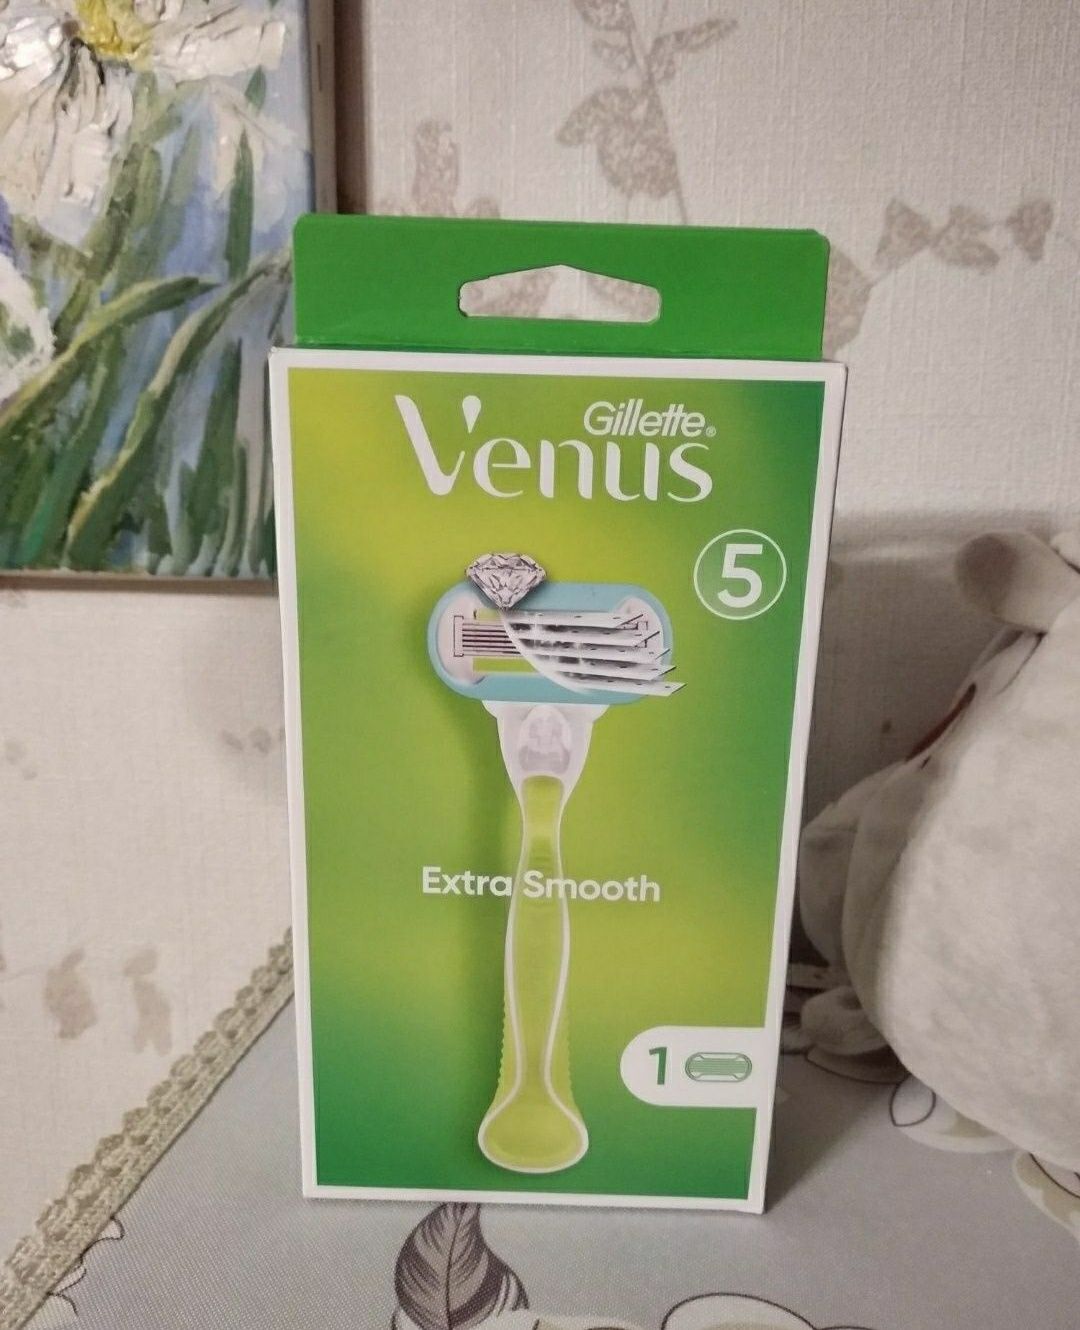 Gillette®
Venus
5
Extra Smooth
1